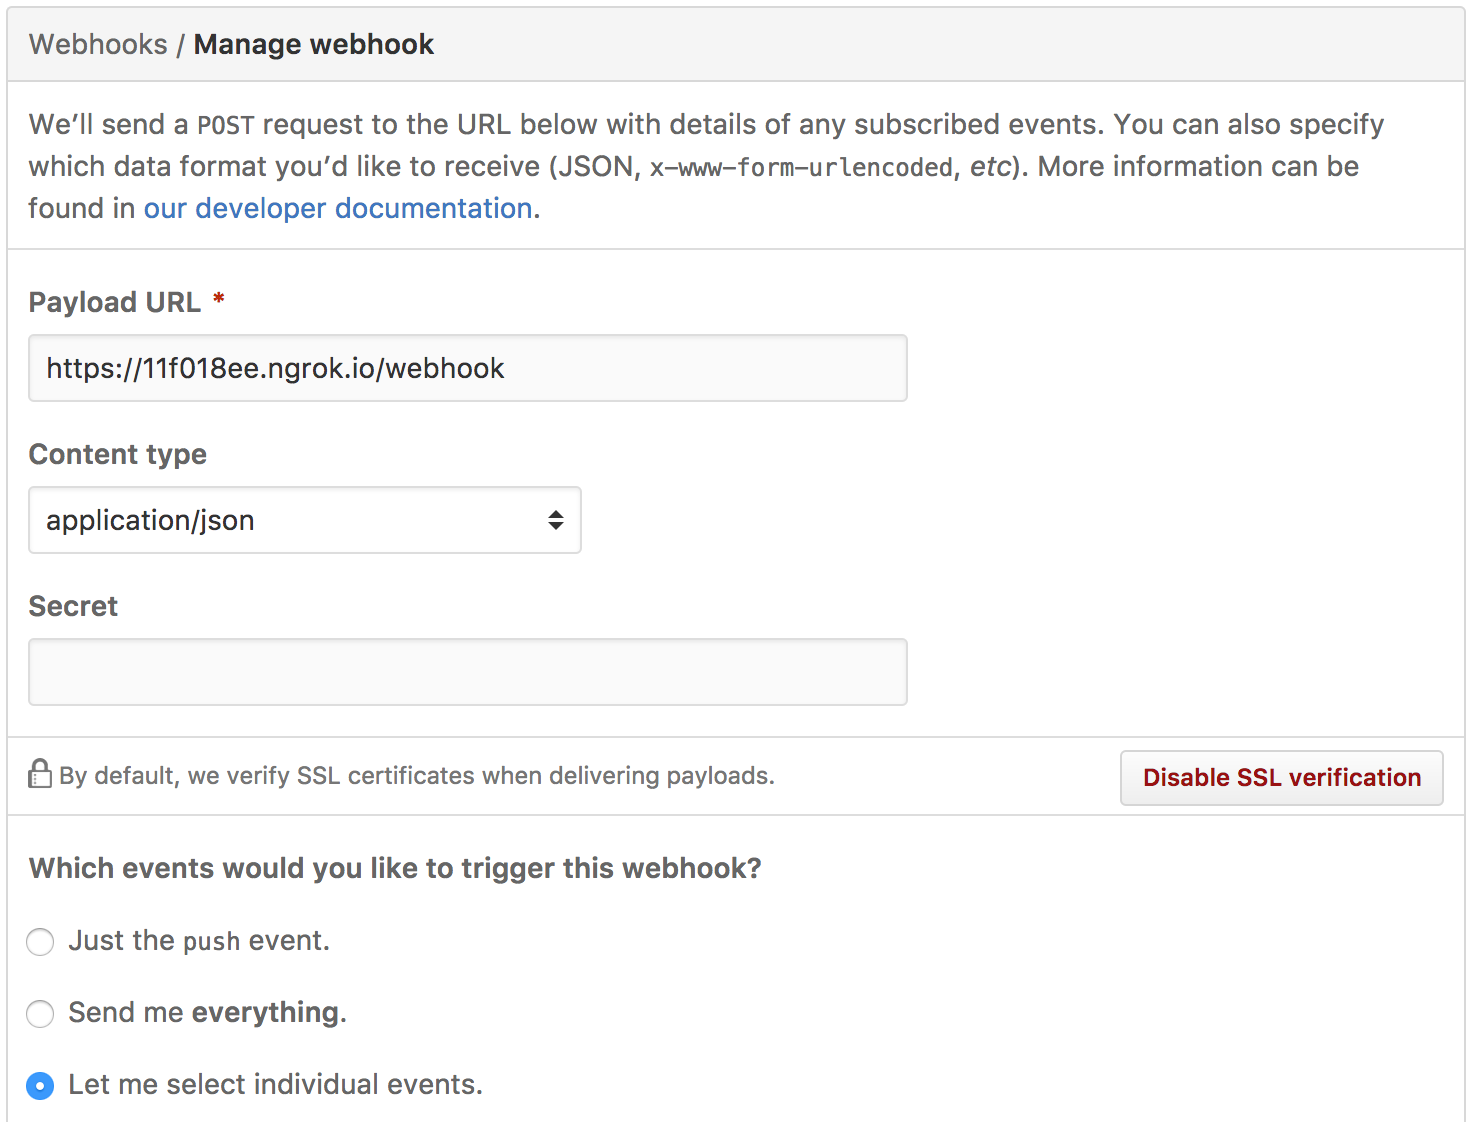 Webhooks / Manage webhook
We’ll send a POST request to the URL below with details of any subscribed events. You can also specify
which data format you’d like to receive (JSON, x-www-form-urlencoded, etc). More information can be
found in our developer documentation.
Payload URL *
https://11f018ee.ngrok.io/webhook
Content type
application/json
Secret
By default, we verify SSL certificates when delivering payloads.
Disable SSL verification
Which events would you like to trigger this webhook?
Just the push event.
Send me everything.
Let me select individual events.